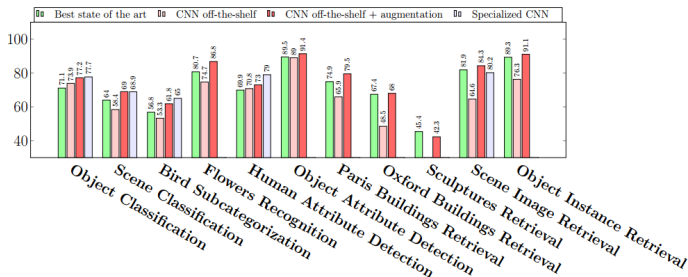 Best state of the art CNN off-the-shelf CNN off-the-shelf + augmentation Specialized CNN
100
80
60
40
71.1 73.9 77.2 77.7
64 58.4 69 68.9
56.8 53.3 61.8 65
80.7 74.7 86.8
69.9 70.8 73 79
89.5 89 91.4
74.9 65.9 79.5
67.4 48.5 68
45.4 42.3
81.9 64.6 84.3 80.2
89.3 76.3 91.1
Object Classification
Scene Classification
Bird Subcategorization
Flowers Recognition
Human Attribute Detection
Object Attribute Detection
Paris Buildings Retrieval
Oxford Buildings Retrieval
Sculptures Retrieval
Scene Image Retrieval
Object Instance Retrieval